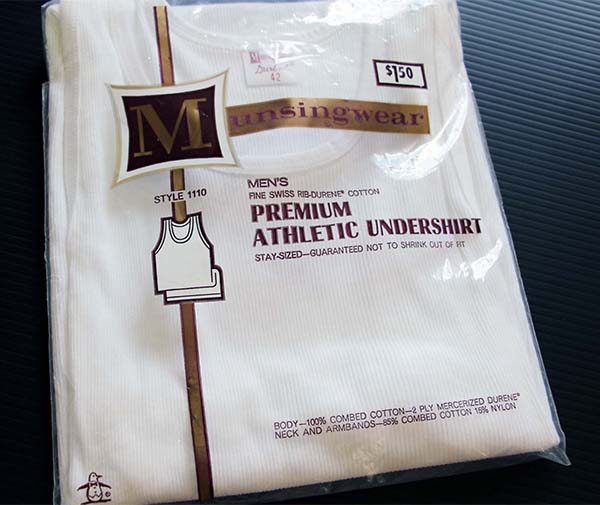 $1.50
42
Munsingwear
STYLE 1110
MEN'S
FINE SWISS RIB-DURENE® COTTON
PREMIUM
ATHLETIC UNDERSHIRT
STAY-SIZED—GUARANTEED NOT TO SHRINK OUT OF FIT
BODY—100% COMBED COTTON—2 PLY MERCERIZED DURENE®
NECK AND ARMBANDS—85% COMBED COTTON 15% NYLON
®